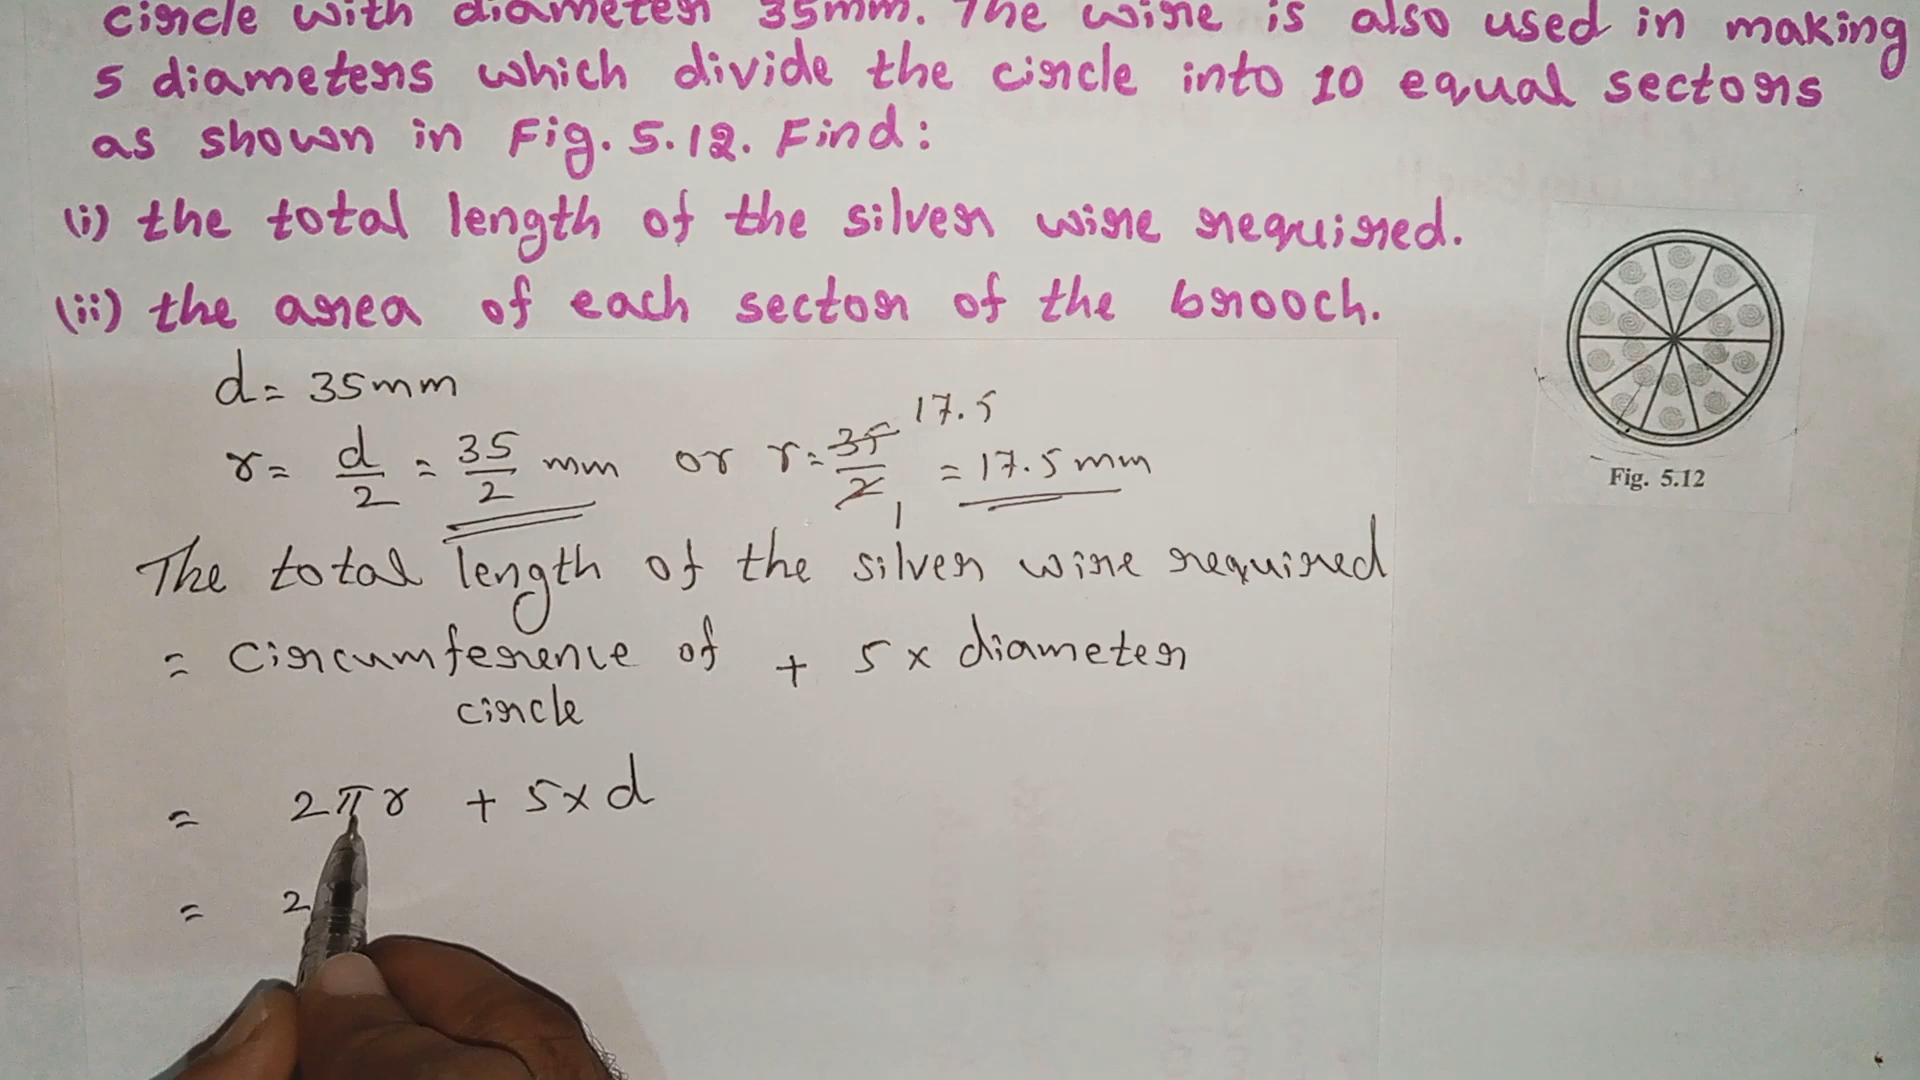 circle with diameter 35mm. The wire is also used in making
5 diameters which divide the circle into 10 equal sectors
as shown in Fig. 5.12. Find:
(i) the total length of the silver wire required.
(ii) the area of each sector of the brooch.
d = 35mm
r = d/2 = 35/2 mm or r = 35/2 17.5 1 = 17.5 mm
Fig. 5.12
The total length of the silver wire required
= circumference of + 5 x diameter
circle
= 2πr + 5xd
= 2